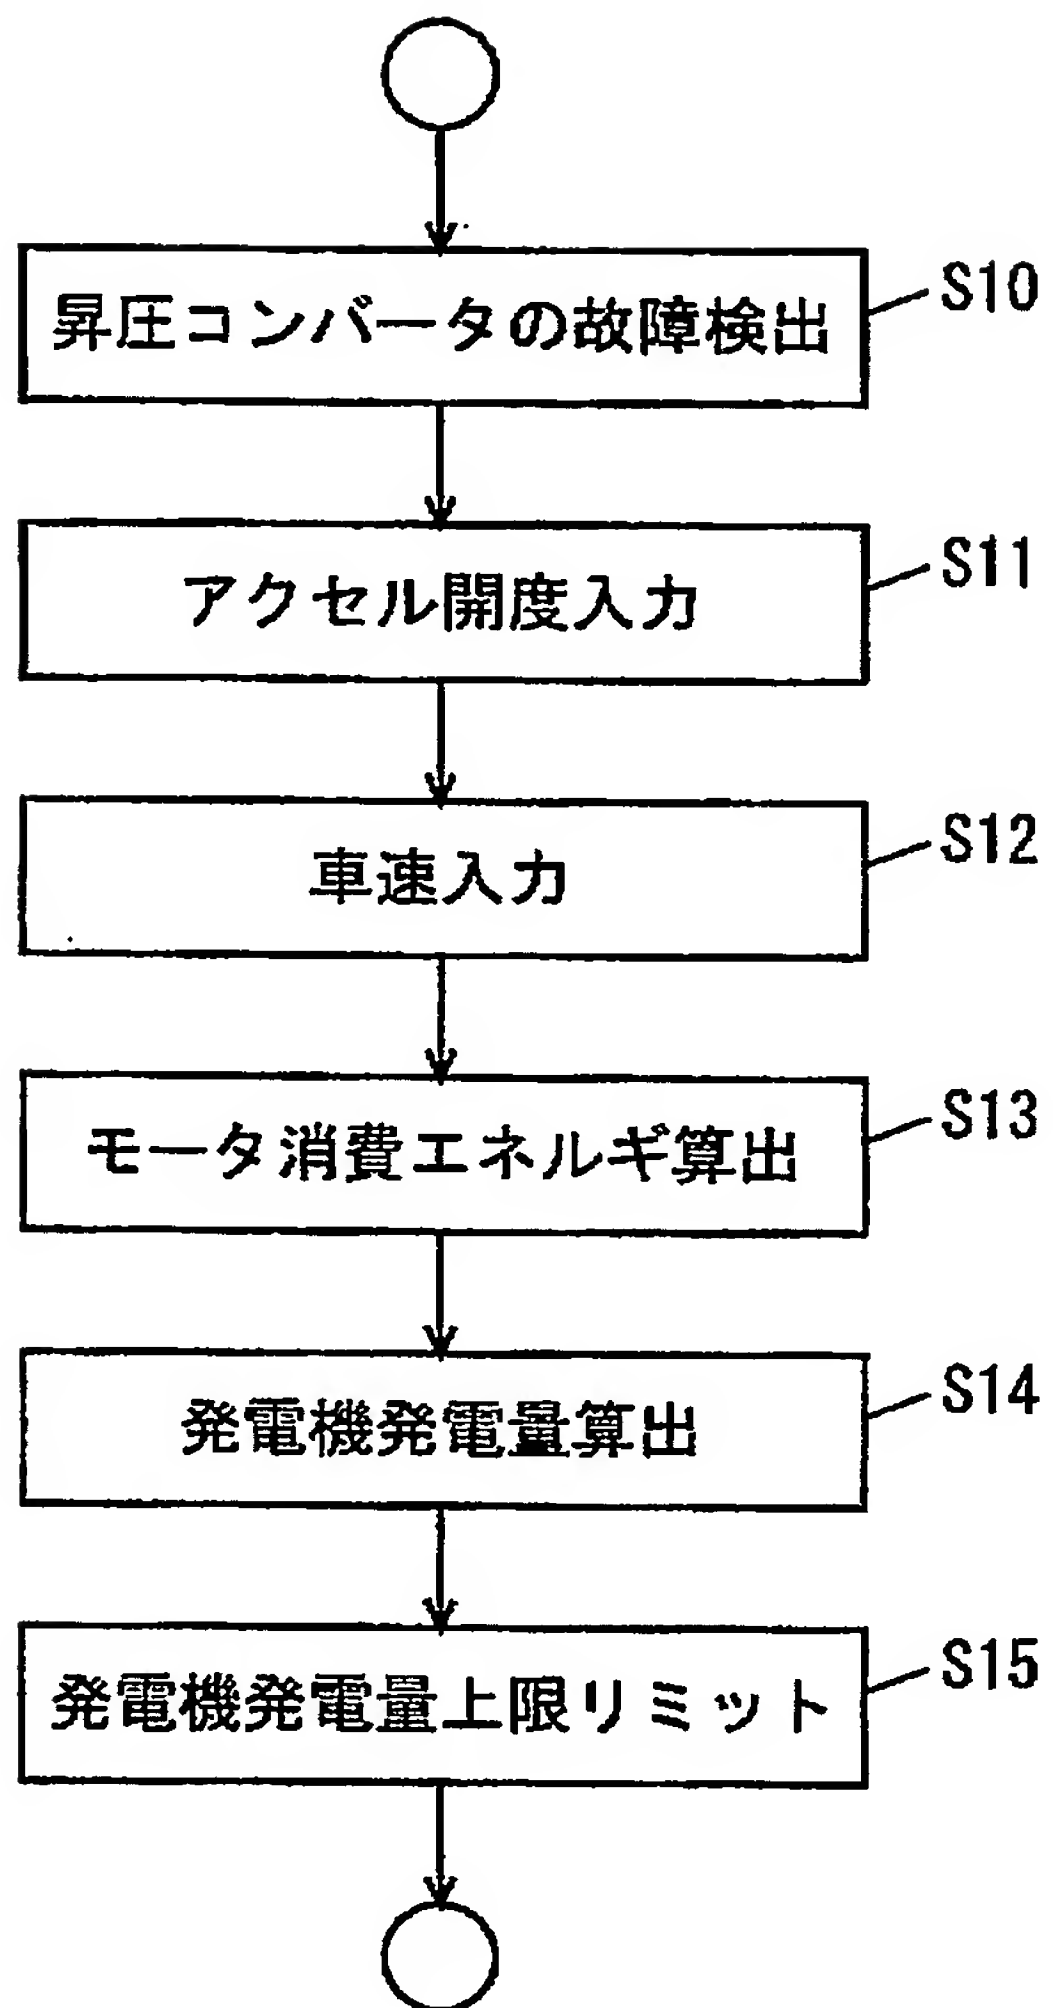 昇圧コンバータの故障検出
S10
アクセル開度入力
S11
車速入力
S12
モータ消費エネルギ算出
S13
発電機発電量算出
S14
発電機発電量上限リミット
S15